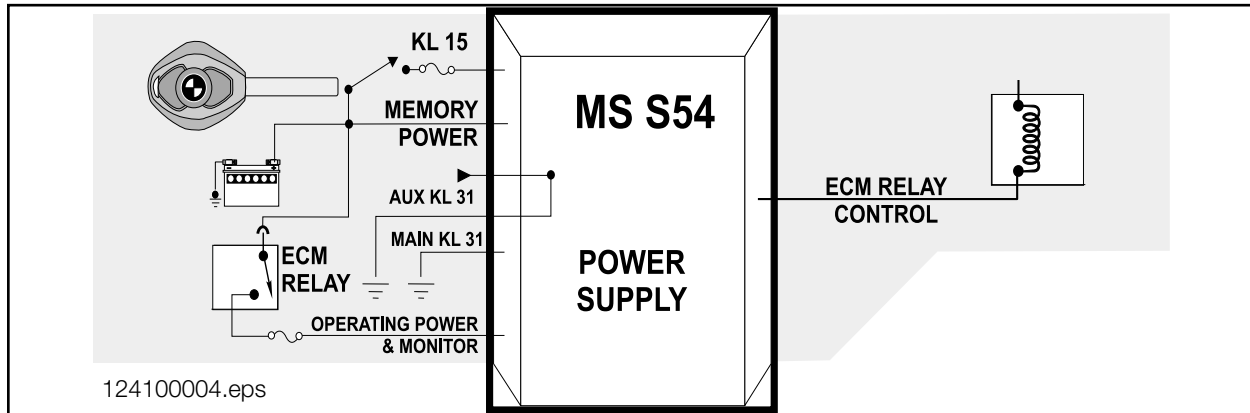 KL 15
MEMORY
POWER
AUX KL 31
MAIN KL 31
ECM
RELAY
OPERATING POWER
& MONITOR
124100004.eps
MS S54
POWER
SUPPLY
ECM RELAY
CONTROL